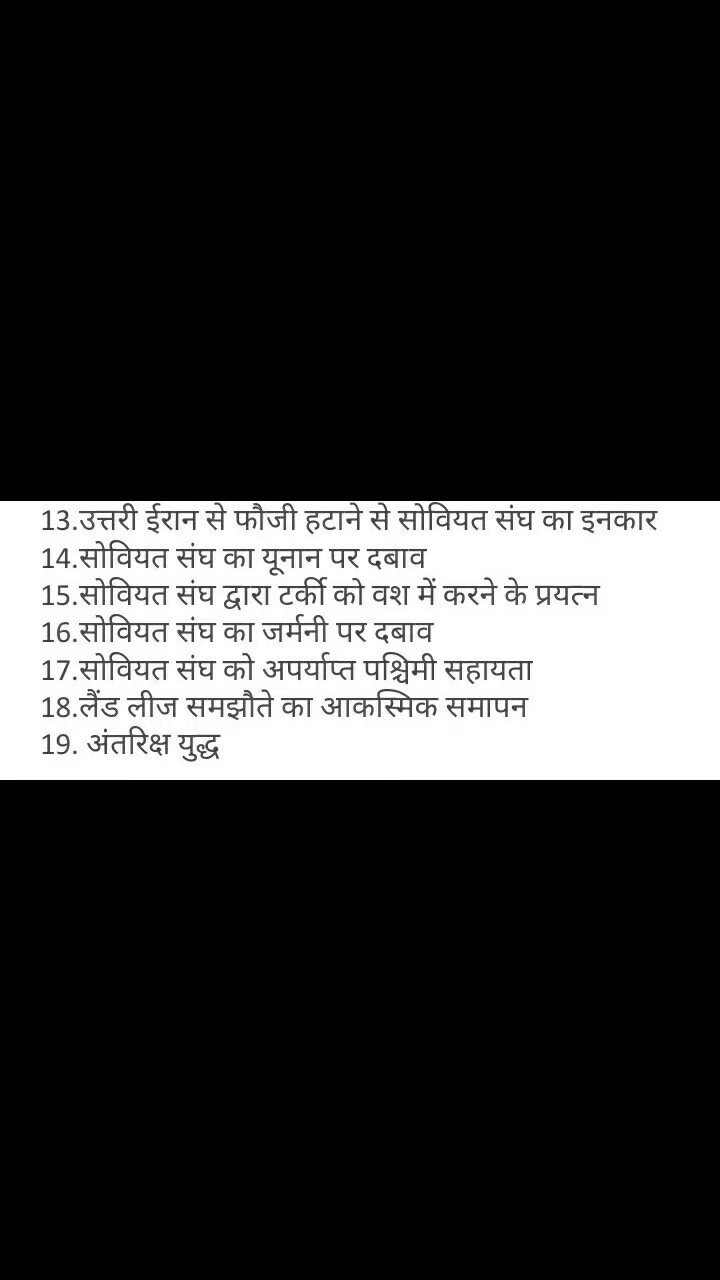 13.उत्तरी ईरान से फौजी हटाने से सोवियत संघ का इनकार
14.सोवियत संघ का यूनान पर दबाव
15.सोवियत संघ द्वारा टर्की को वश में करने के प्रयत्न
16.सोवियत संघ का जर्मनी पर दबाव
17.सोवियत संघ को अपर्याप्त पश्चिमी सहायता
18.लैंड लीज समझौते का आकस्मिक समापन
19. अंतरिक्ष युद्ध